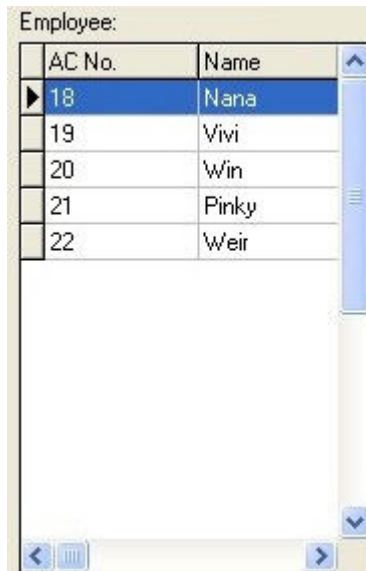 Employee:
AC No. Name
18 Nana
19 Vivi
20 Win
21 Pinky
22 Weir